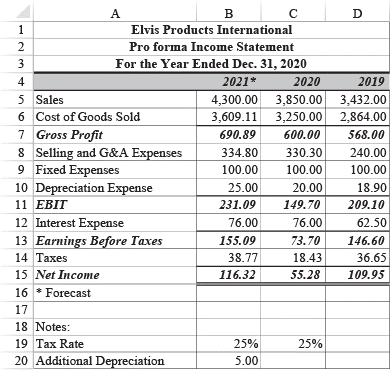 A B C D
1 Elvis Products International
2 Pro forma Income Statement
3 For the Year Ended Dec. 31, 2020
4 2021* 2020 2019
5 Sales 4,300.00 3,850.00 3,432.00
6 Cost of Goods Sold 3,609.11 3,250.00 2,864.00
7 Gross Profit 690.89 600.00 568.00
8 Selling and G&A Expenses 334.80 330.30 240.00
9 Fixed Expenses 100.00 100.00 100.00
10 Depreciation Expense 25.00 20.00 18.90
11 EBIT 231.09 149.70 209.10
12 Interest Expense 76.00 76.00 62.50
13 Earnings Before Taxes 155.09 73.70 146.60
14 Taxes 38.77 18.43 36.65
15 Net Income 116.32 55.28 109.95
16 * Forecast
17
18 Notes:
19 Tax Rate 25% 25%
20 Additional Depreciation 5.00